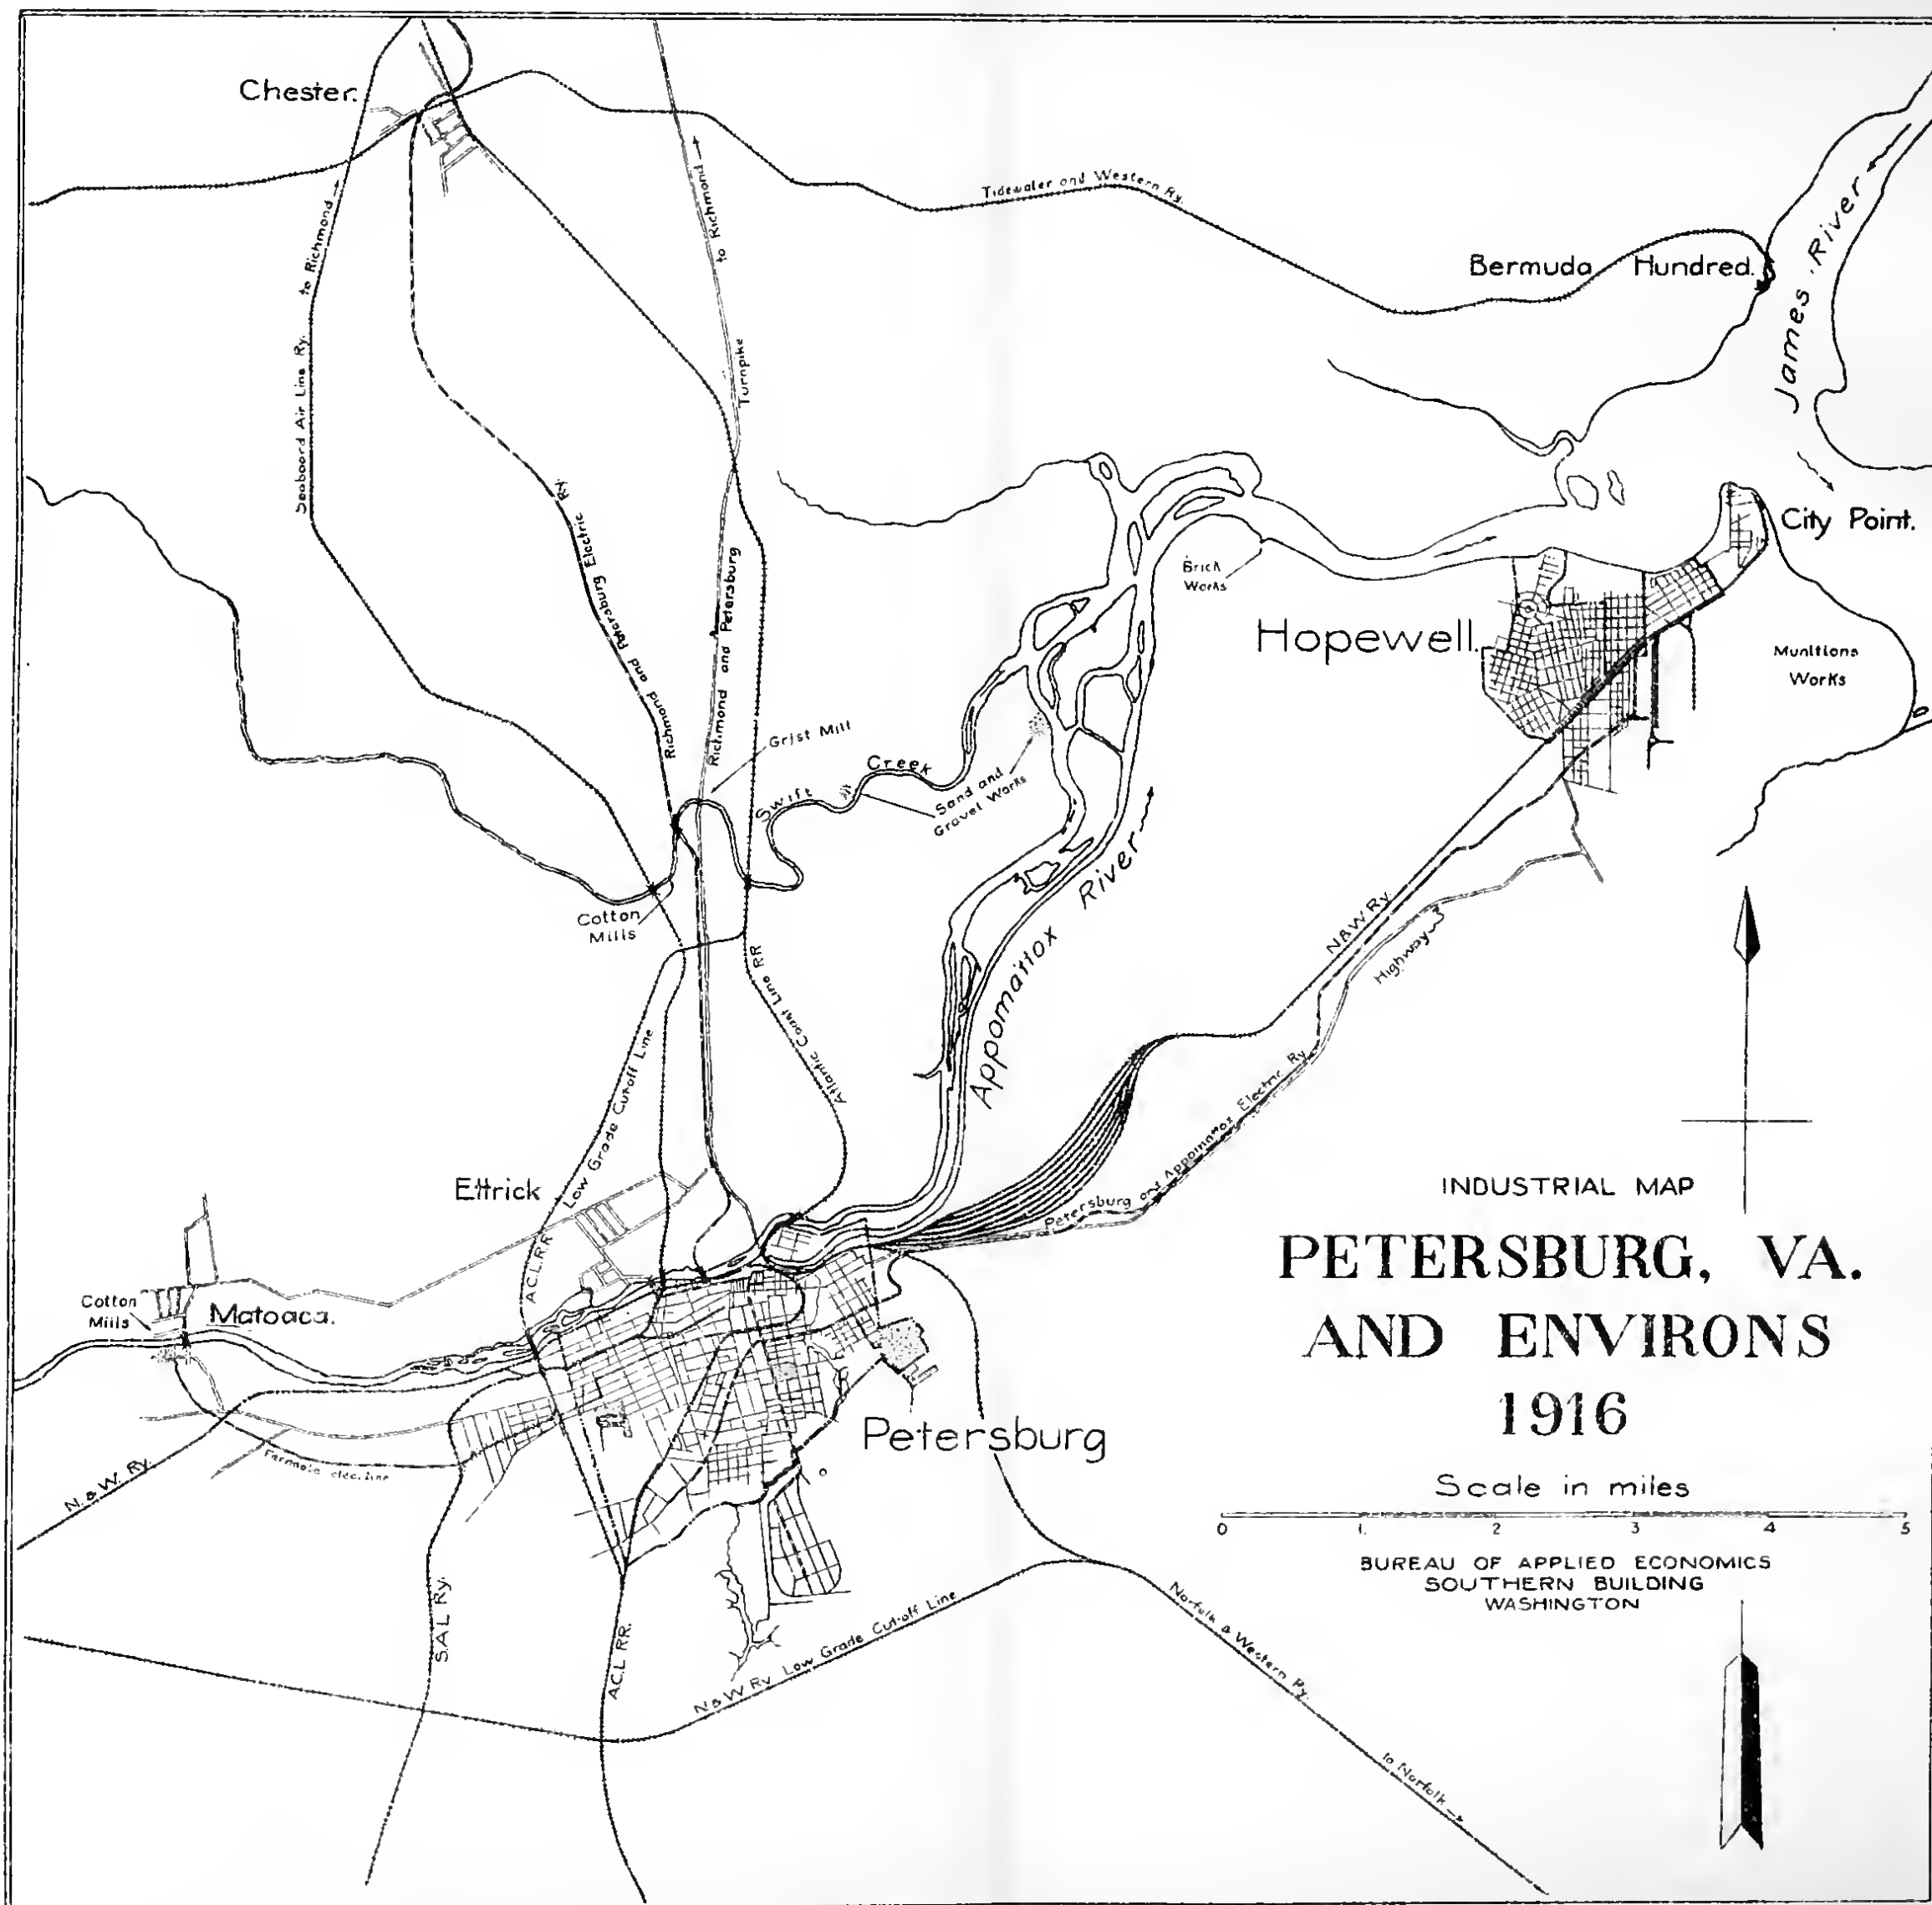 Chester.
Tidewater and Western Ry.
to Richmond
to Richmond
James River
Bermuda Hundred.
Seaboard Air Line Ry.
Turnpike
Richmond and Petersburg Electric Ry.
Richmond and Petersburg
City Point.
Brick
Works
Hopewell.
Munitions
Works
Grist Mill
Swift Creek
Sand and
Gravel Works
Appomattox River
Cotton
Mills
N&W Ry.
Highway
Atlantic Coast Line RR
Low Grade Cut-off Line
A.C.L.RR
Petersburg and Appomattox Electric Ry
Ettrick
Cotton
Mills
Matoaca.
Petersburg
N. & W. Ry.
elec. line
S.A.L Ry.
A.C.L RR.
N & W Ry Low Grade Cut-off Line
Norfolk & Western Ry.
to Norfolk
INDUSTRIAL MAP
PETERSBURG, VA.
AND ENVIRONS
1916
Scale in miles
0 1 2 3 4 5
BUREAU OF APPLIED ECONOMICS
SOUTHERN BUILDING
WASHINGTON